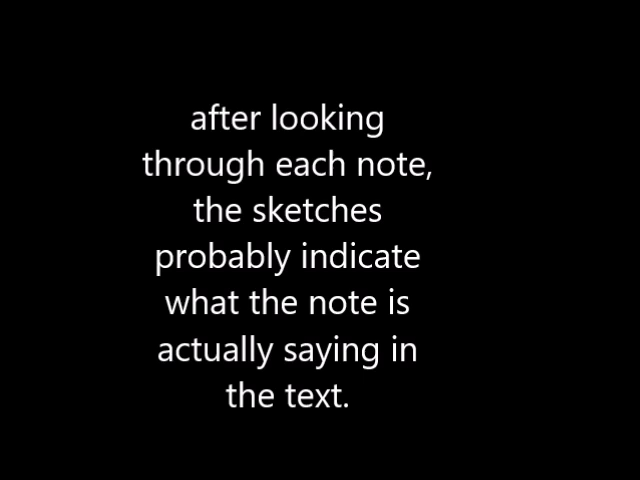 after looking
through each note,
the sketches
probably indicate
what the note is
actually saying in
the text.